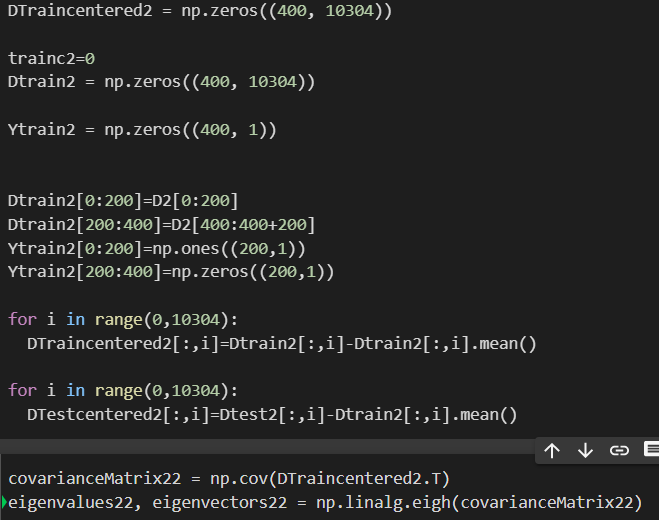 DTraincentered2 = np.zeros((400, 10304))
trainc2=0
Dtrain2 = np.zeros((400, 10304))
Ytrain2 = np.zeros((400, 1))
Dtrain2[0:200]=D2[0:200]
Dtrain2[200:400]=D2[400:400+200]
Ytrain2[0:200]=np.ones((200,1))
Ytrain2[200:400]=np.zeros((200,1))
for i in range(0,10304):
  DTraincentered2[:,i]=Dtrain2[:,i]-Dtrain2[:,i].mean()
for i in range(0,10304):
  DTestcentered2[:,i]=Dtest2[:,i]-Dtrain2[:,i].mean()
covarianceMatrix22 = np.cov(DTraincentered2.T)
eigenvalues22, eigenvectors22 = np.linalg.eigh(covarianceMatrix22)